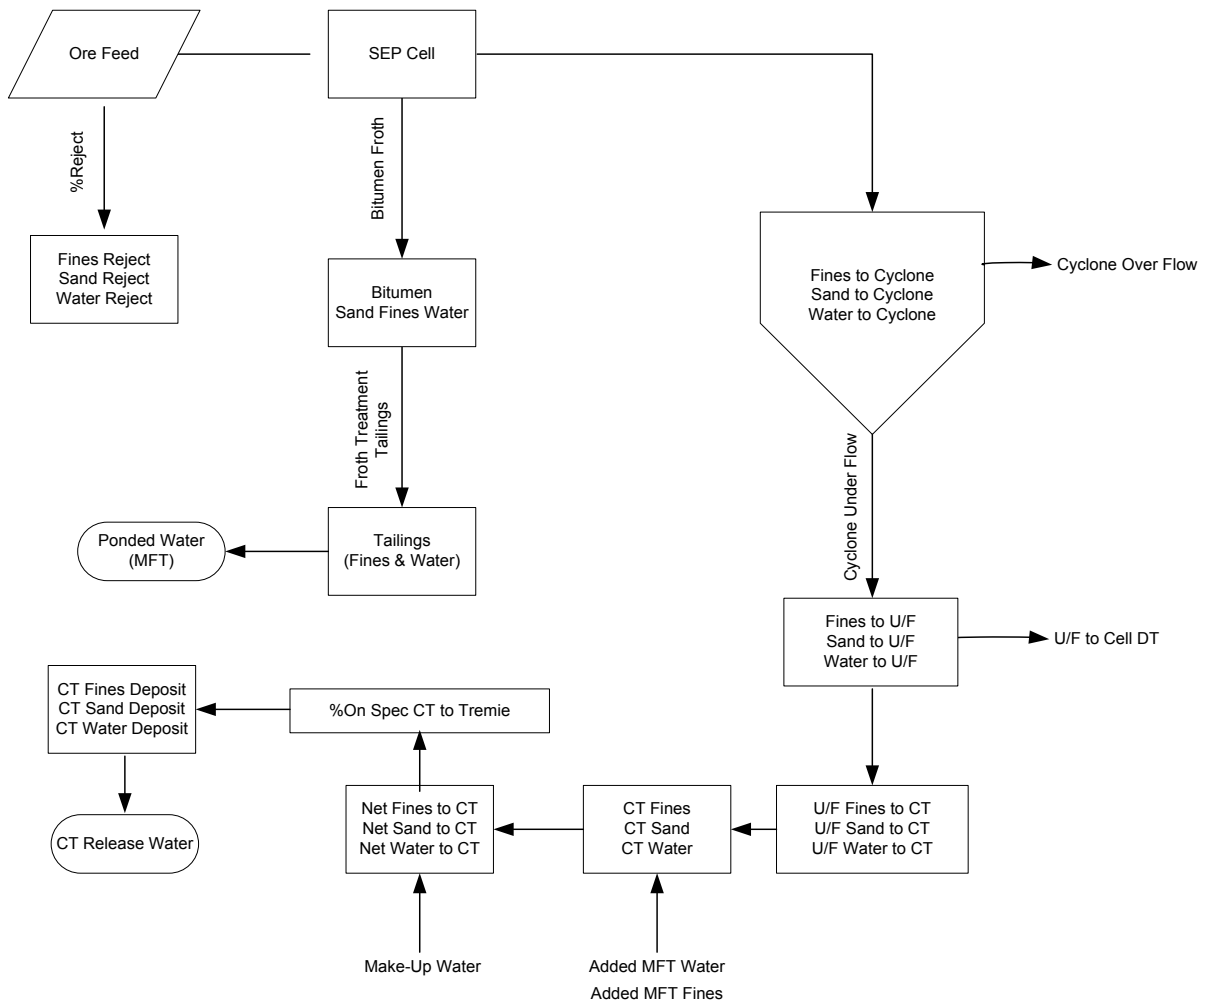 Ore Feed
SEP Cell
%Reject
Bitumen Froth
Fines Reject
Sand Reject
Water Reject
Bitumen
Sand Fines Water
Fines to Cyclone
Sand to Cyclone
Water to Cyclone
Cyclone Over Flow
Froth Treatment
Tailings
Cyclone Under Flow
Ponded Water
(MFT)
Tailings
(Fines & Water)
Fines to U/F
Sand to U/F
Water to U/F
U/F to Cell DT
CT Fines Deposit
CT Sand Deposit
CT Water Deposit
%On Spec CT to Tremie
CT Release Water
Net Fines to CT
Net Sand to CT
Net Water to CT
CT Fines
CT Sand
CT Water
U/F Fines to CT
U/F Sand to CT
U/F Water to CT
Make-Up Water
Added MFT Water
Added MFT Fines